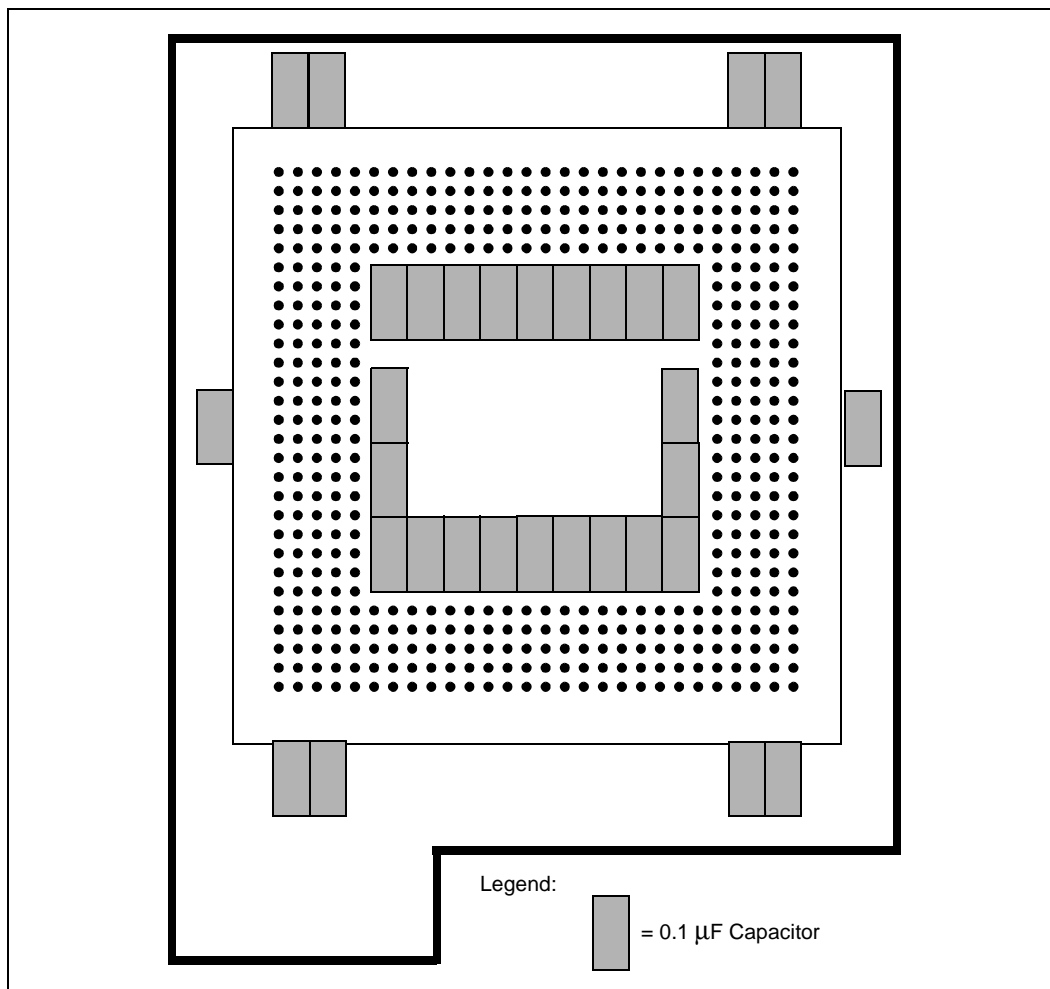 Legend:
= 0.1 μF Capacitor